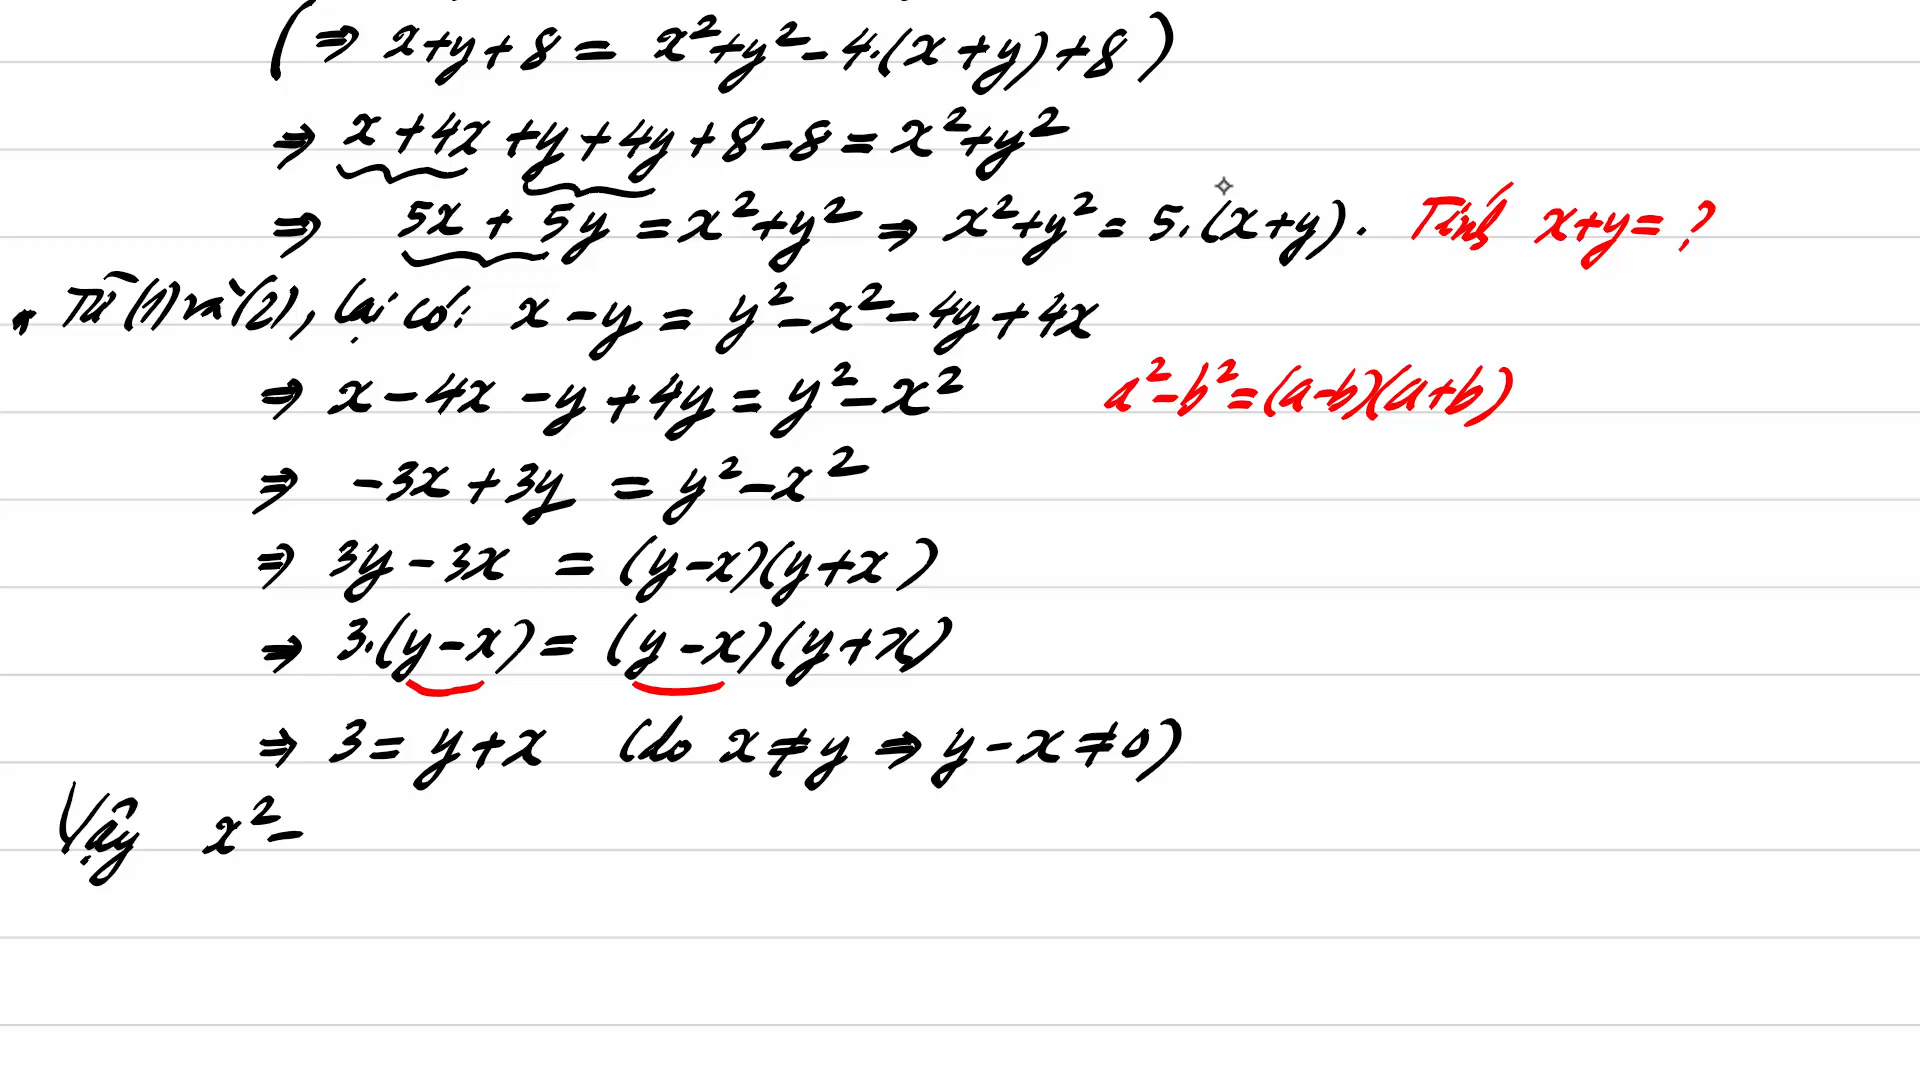 (⇒ x+y+8 = x²+y²-4.(x+y)+8)
⇒ x+4x+y+4y+8-8=x²+y²
⇒ 5x+5y=x²+y² ⇒ x²+y²=5.(x+y). Tính x+y=?
Từ (1) và (2), lại có: x-y=y²-x²-4y+4x
⇒ x-4x-y+4y=y²-x² a²-b²=(a-b)(a+b)
⇒ -3x+3y=y²-x²
⇒ 3y-3x=(y-x)(y+x)
⇒ 3.(y-x)=(y-x)(y+x)
⇒ 3=y+x (do x≠y ⇒ y-x≠0)
Vậy x²-